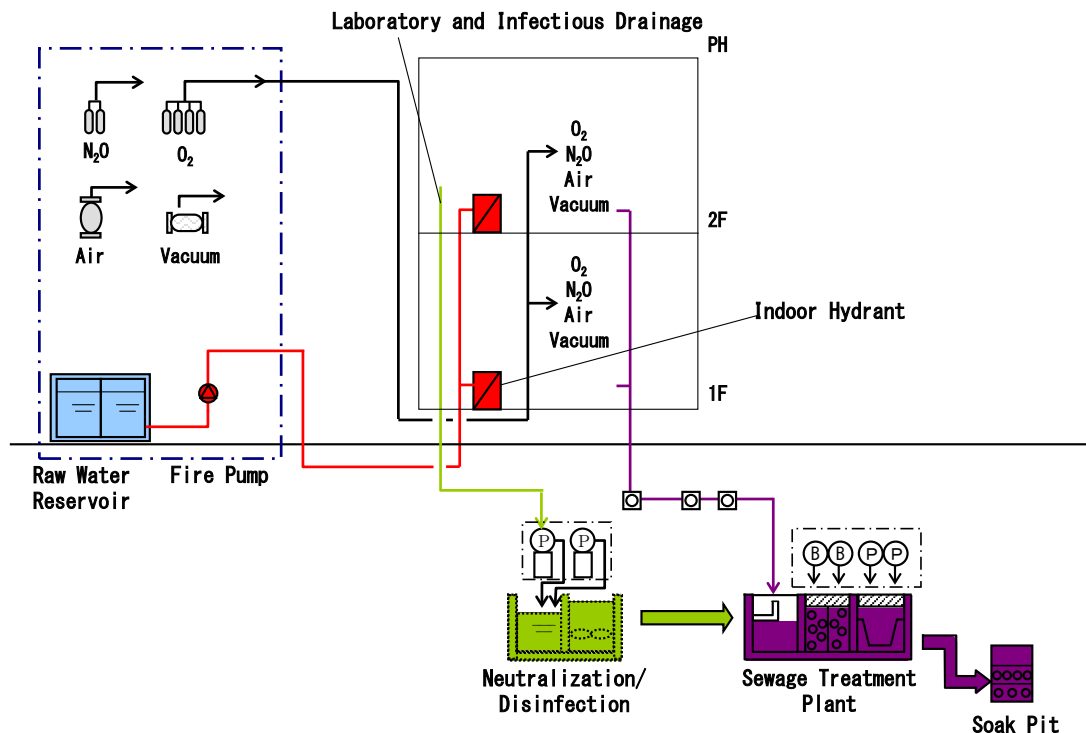 Laboratory and Infectious Drainage
PH
N₂O
O₂
Air
Vacuum
O₂
N₂O
Air
Vacuum
2F
O₂
N₂O
Air
Vacuum
Indoor Hydrant
1F
Raw Water
Reservoir
Fire Pump
P
P
B
B
P
P
Neutralization/
Disinfection
Sewage Treatment
Plant
Soak Pit